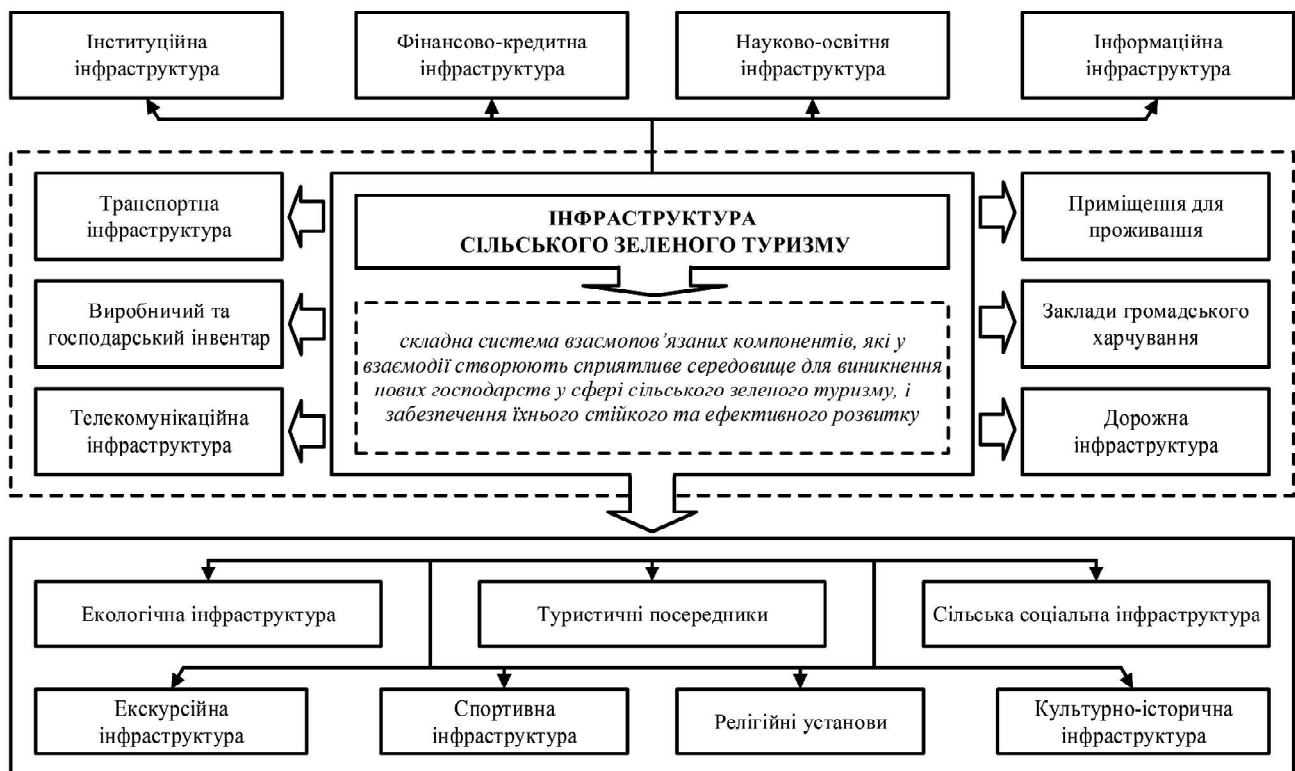 Інституційна
інфраструктура
Фінансово-кредитна
інфраструктура
Науково-освітня
інфраструктура
Інформаційна
інфраструктура
Транспортна
інфраструктура
ІНФРАСТРУКТУРА
СІЛЬСЬКОГО ЗЕЛЕНОГО ТУРИЗМУ
Приміщення для
проживання
Виробничий та
господарський інвентар
складна система взаємопов’язаних компонентів, які у
взаємодії створюють сприятливе середовище для виникнення
нових господарств у сфері сільського зеленого туризму, і
забезпечення їхнього стійкого та ефективного розвитку
Заклади громадського
харчування
Телекомунікаційна
інфраструктура
Дорожна
інфраструктура
Екологічна інфраструктура
Туристичні посередники
Сільська соціальна інфраструктура
Екскурсійна
інфраструктура
Спортивна
інфраструктура
Релігійні установи
Культурно-історична
інфраструктура